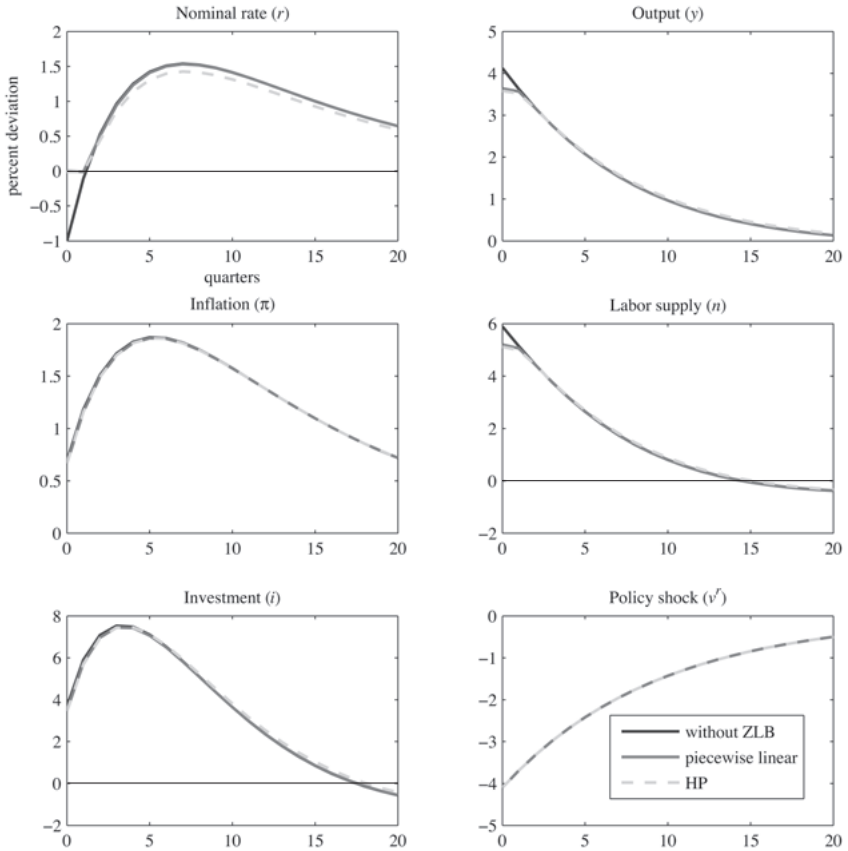 Nominal rate (r)
percent deviation
2
1.5
1
0.5
0
−0.5
−1
0 5 10 15 20
quarters
Output (y)
5
4
3
2
1
0
0 5 10 15 20
Inflation (π)
2
1.5
1
0.5
0
0 5 10 15 20
Labor supply (n)
6
4
2
0
−2
0 5 10 15 20
Investment (i)
8
6
4
2
0
−2
0 5 10 15 20
Policy shock (vʳ)
0
−1
−2
−3
−4
−5
0 5 10 15 20
without ZLB
piecewise linear
HP